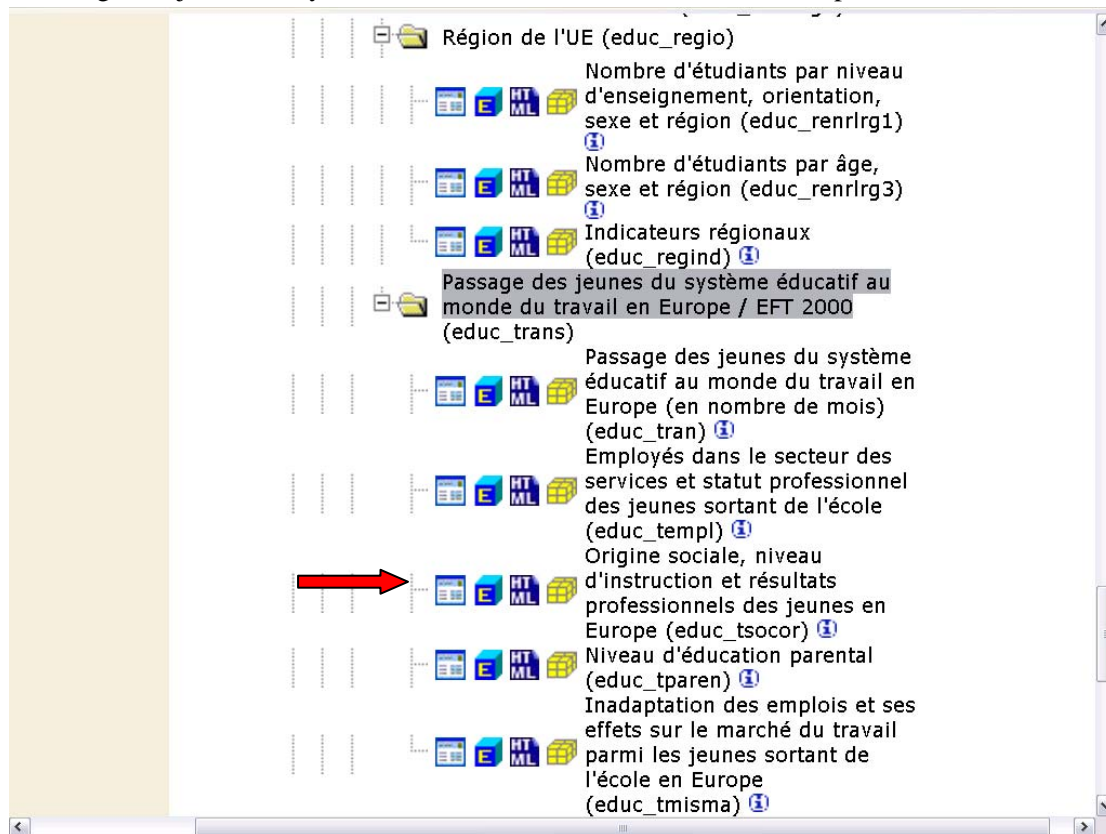 Région de l'UE (educ_regio)
Nombre d'étudiants par niveau
d'enseignement, orientation,
sexe et région (educ_renrlrg1)
Nombre d'étudiants par âge,
sexe et région (educ_renrlrg3)
Indicateurs régionaux
(educ_regind)
Passage des jeunes du système éducatif au
monde du travail en Europe / EFT 2000
(educ_trans)
Passage des jeunes du système
éducatif au monde du travail en
Europe (en nombre de mois)
(educ_tran)
Employés dans le secteur des
services et statut professionnel
des jeunes sortant de l'école
(educ_templ)
Origine sociale, niveau
d'instruction et résultats
professionnels des jeunes en
Europe (educ_tsocor)
Niveau d'éducation parental
(educ_tparen)
Inadaptation des emplois et ses
effets sur le marché du travail
parmi les jeunes sortant de
l'école en Europe
(educ_tmisma)